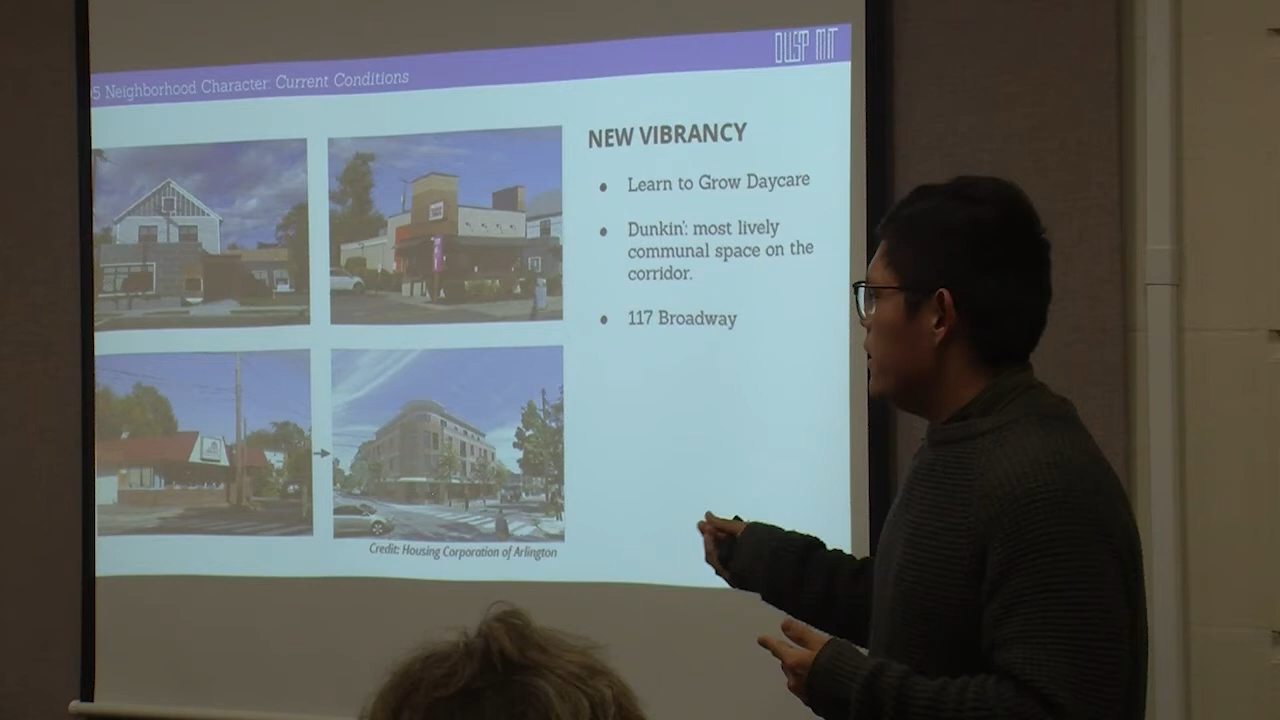 5 Neighborhood Character: Current Conditions
DUSP MIT
NEW VIBRANCY
• Learn to Grow Daycare
• Dunkin': most lively
communal space on the
corridor.
• 117 Broadway
Credit: Housing Corporation of Arlington